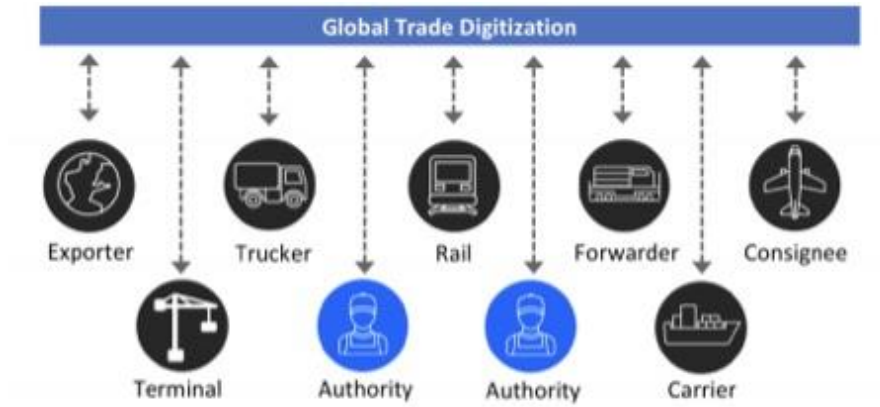 Global Trade Digitization
Exporter
Trucker
Rail
Forwarder
Consignee
Terminal
Authority
Authority
Carrier